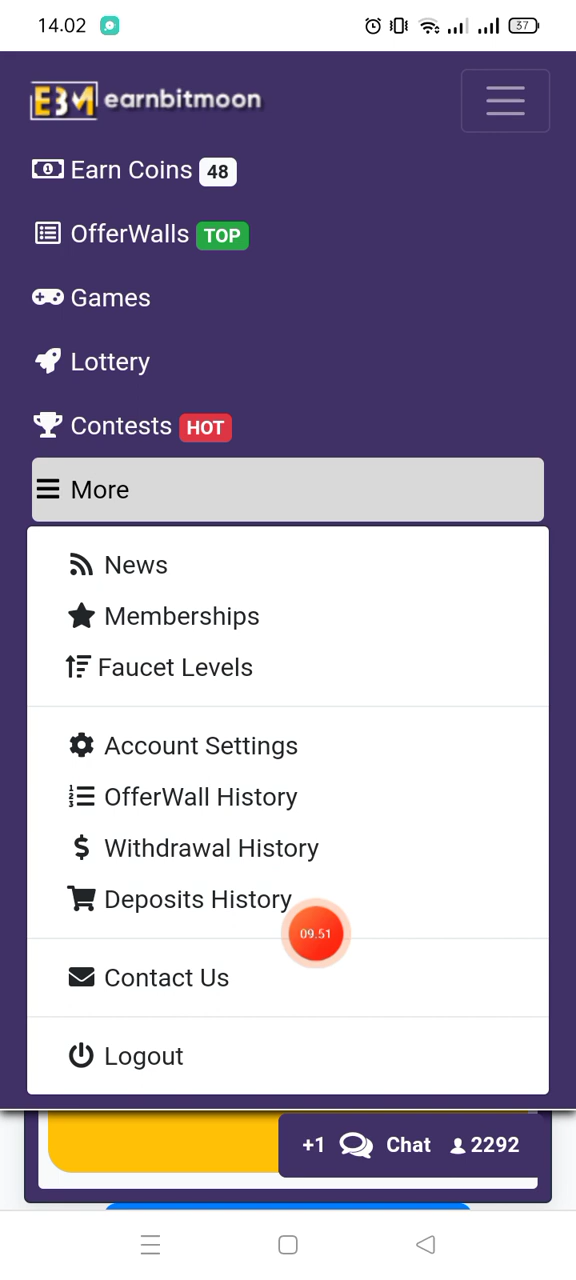 14.02
37
EBM earnbitmoon
Earn Coins 48
OfferWalls TOP
Games
Lottery
Contests HOT
More
News
Memberships
Faucet Levels
Account Settings
OfferWall History
Withdrawal History
Deposits History
09.51
Contact Us
Logout
+1 Chat 2292